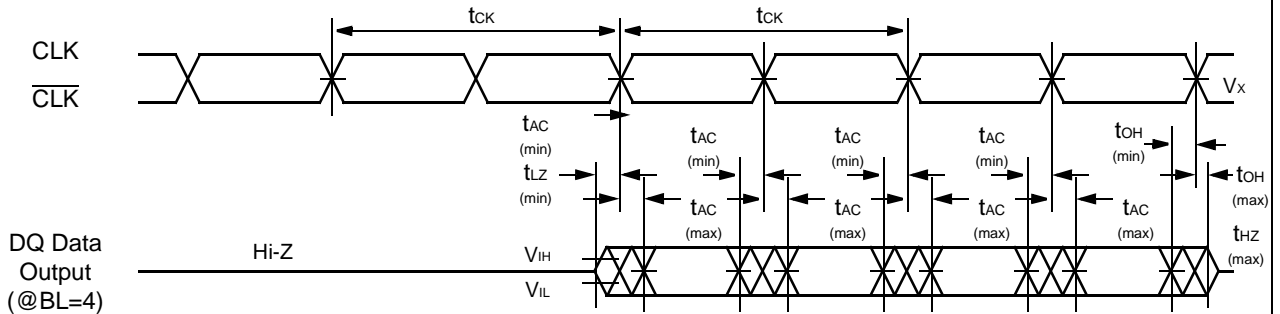 tCK tCK
CLK
CLK
VX
tAC (min) tAC (min) tAC (min) tAC (min) tOH (min)
tLZ (min) tAC (max) tAC (max) tAC (max) tAC (max) tOH (max)
DQ Data Output (@BL=4)
Hi-Z
VIH
VIL
tHZ (max)